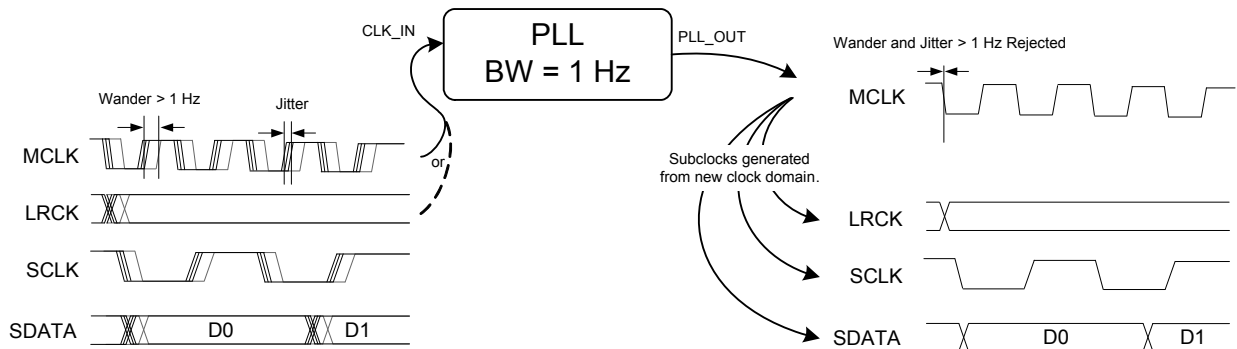 Wander > 1 Hz
Jitter
MCLK
LRCK
SCLK
SDATA
D0
D1
or
CLK_IN
PLL
BW = 1 Hz
PLL_OUT
Subclocks generated
from new clock domain.
Wander and Jitter > 1 Hz Rejected
MCLK
LRCK
SCLK
SDATA
D0
D1